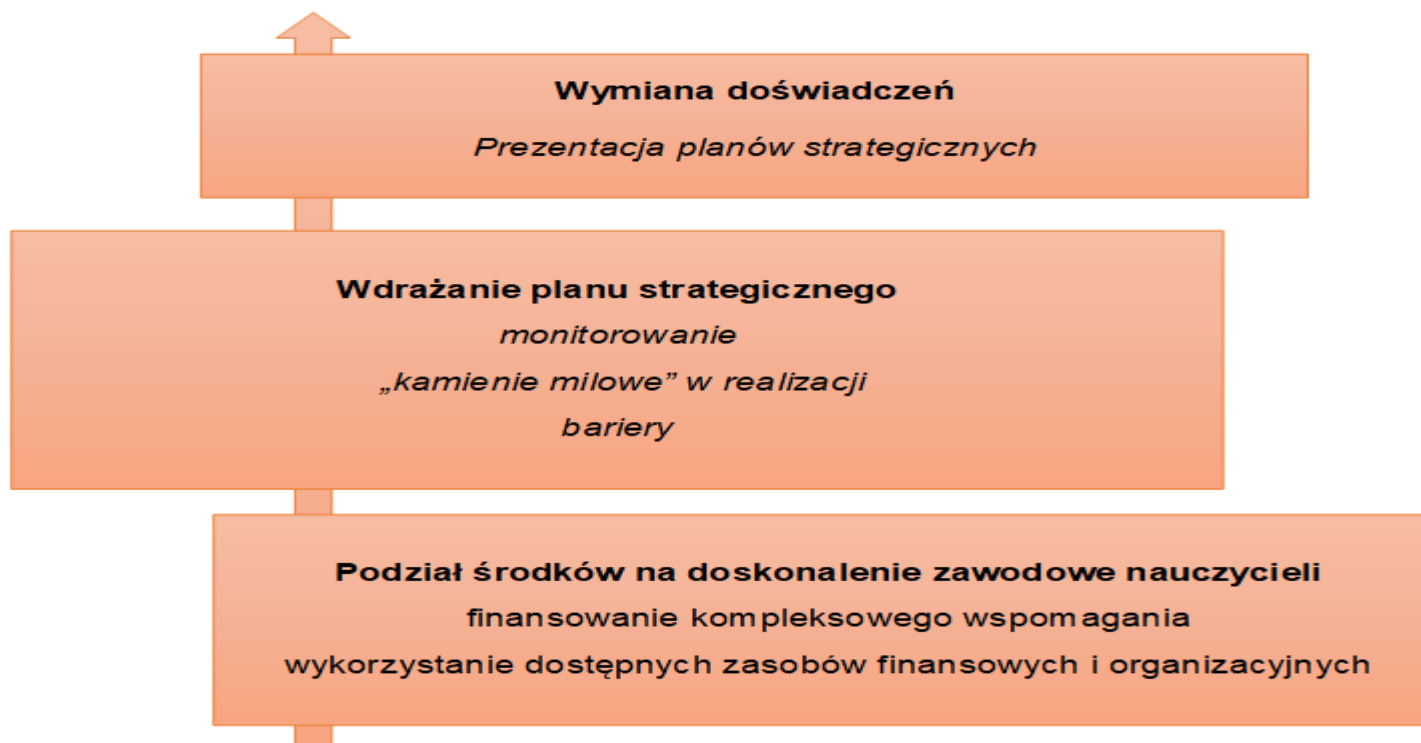 Wymiana doświadczeń
Prezentacja planów strategicznych
Wdrażanie planu strategicznego
monitorowanie
„kamienie milowe” w realizacji
bariery
Podział środków na doskonalenie zawodowe nauczycieli
finansowanie kompleksowego wspomagania
wykorzystanie dostępnych zasobów finansowych i organizacyjnych